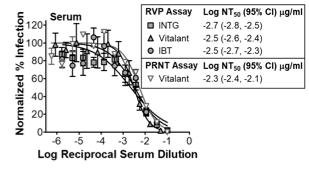 Serum
Normalized % Infection
120
100
80
60
40
20
0
-6 -5 -4 -3 -2 -1 0
Log Reciprocal Serum Dilution
RVP Assay Log NT50 (95% CI) µg/ml
INTG -2.7 (-2.8, -2.5)
Vitalant -2.5 (-2.6, -2.4)
IBT -2.5 (-2.7, -2.3)
PRNT Assay Log NT50 (95% CI) µg/ml
Vitalant -2.3 (-2.4, -2.1)